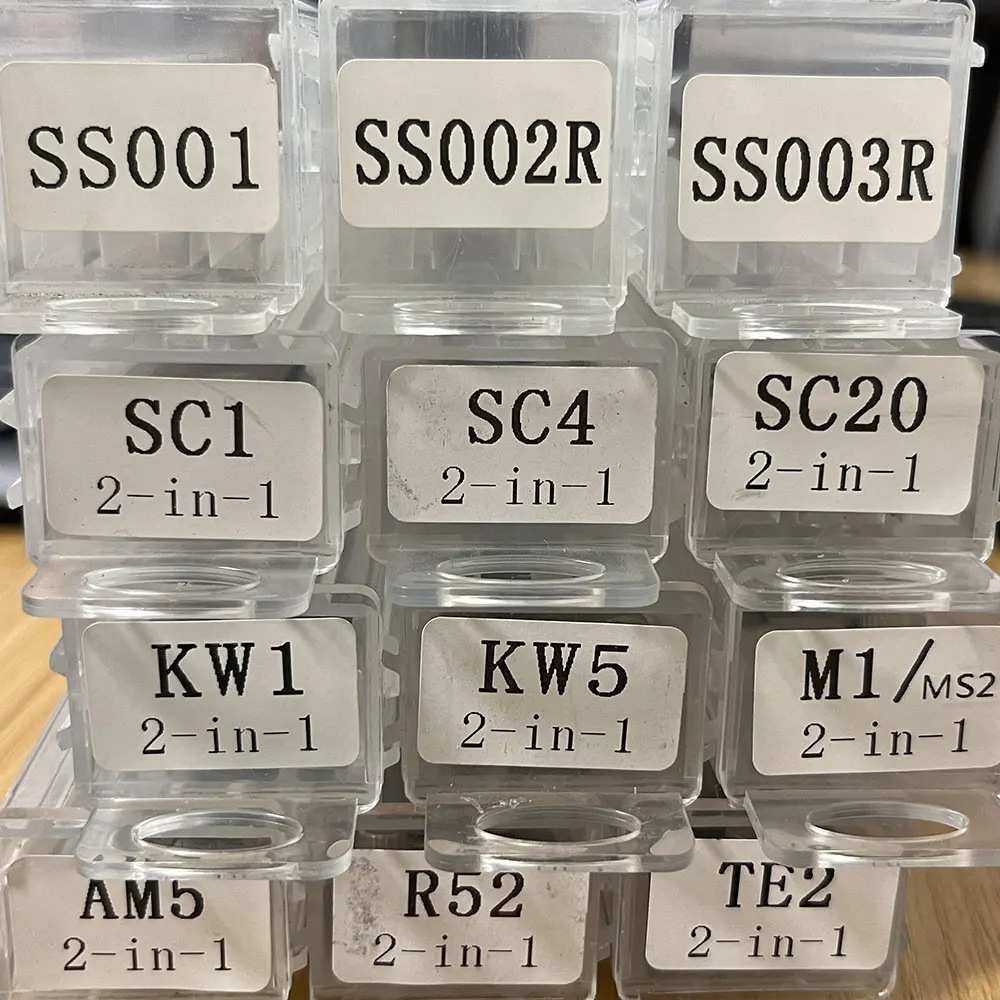 SS001
SS002R
SS003R
SC1
2-in-1
SC4
2-in-1
SC20
2-in-1
KW1
2-in-1
KW5
2-in-1
M1/MS2
2-in-1
AM5
2-in-1
R52
2-in-1
TE2
2-in-1